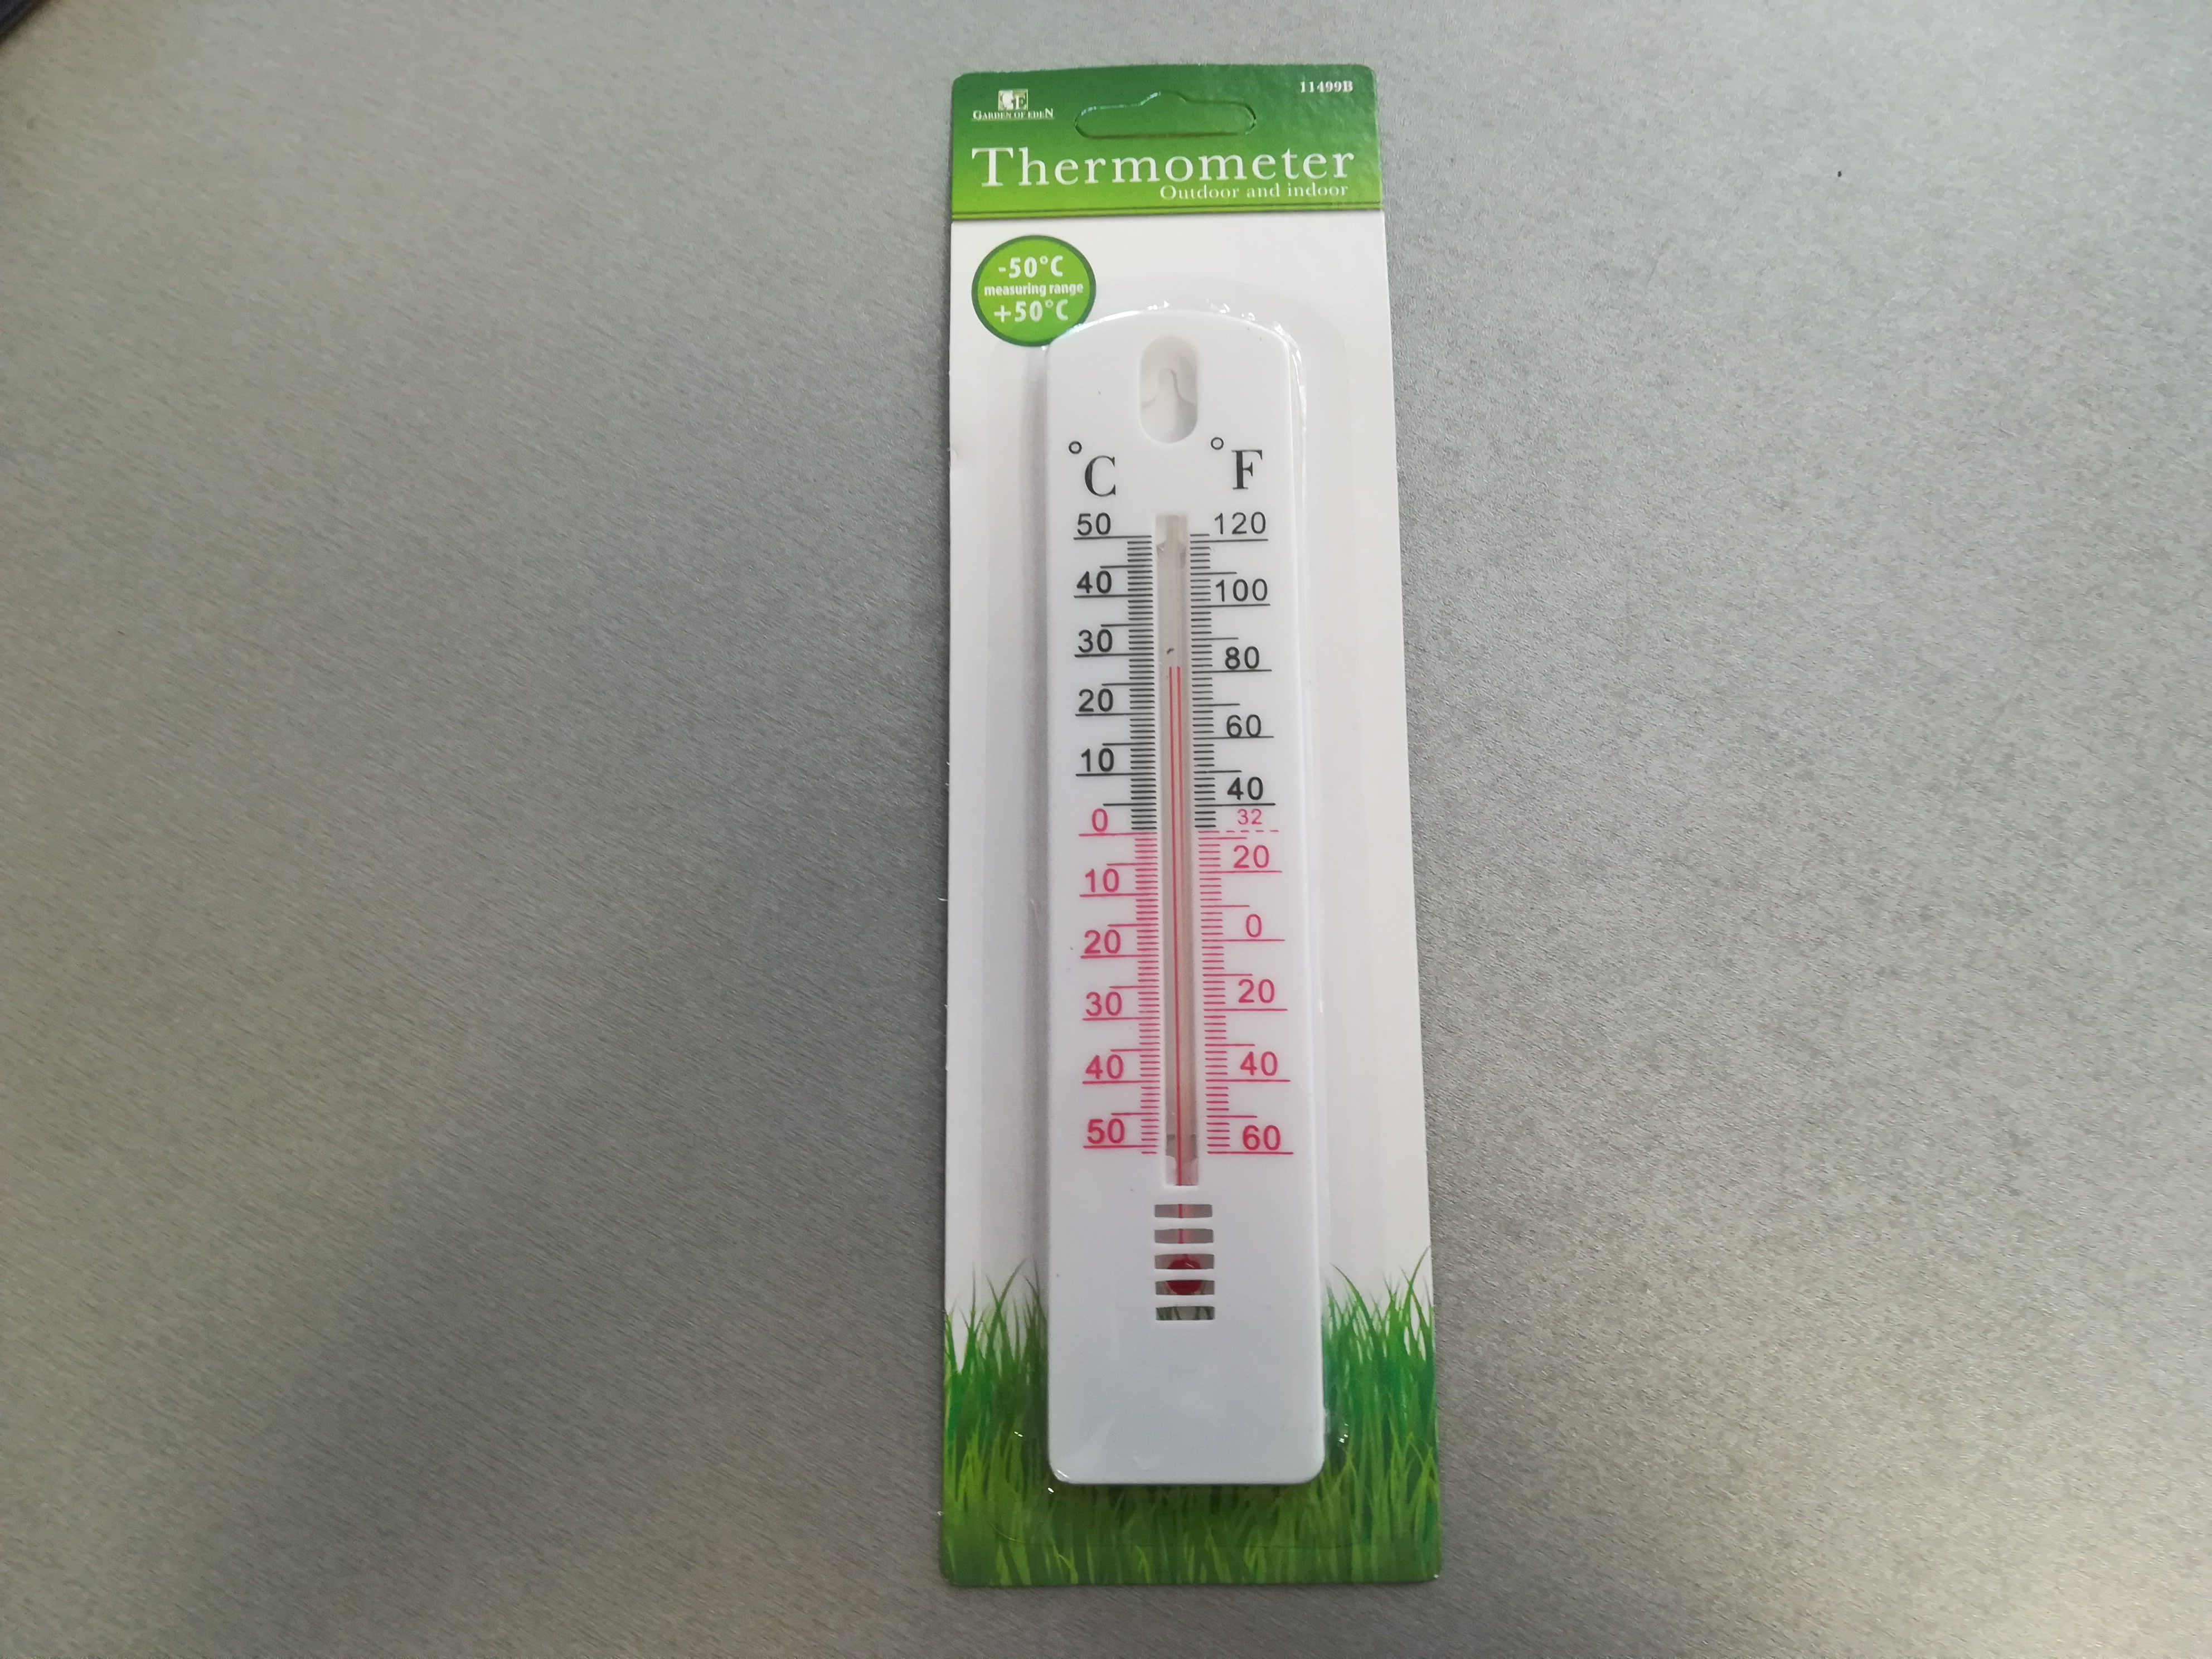 11499B
GE
GARDEN OF EDEN
Thermometer
Outdoor and indoor
-50°C
measuring range
+50°C
°C °F
50 120
40 100
30 80
20 60
10 40
0 32
10 20
20 0
30 20
40 40
50 60